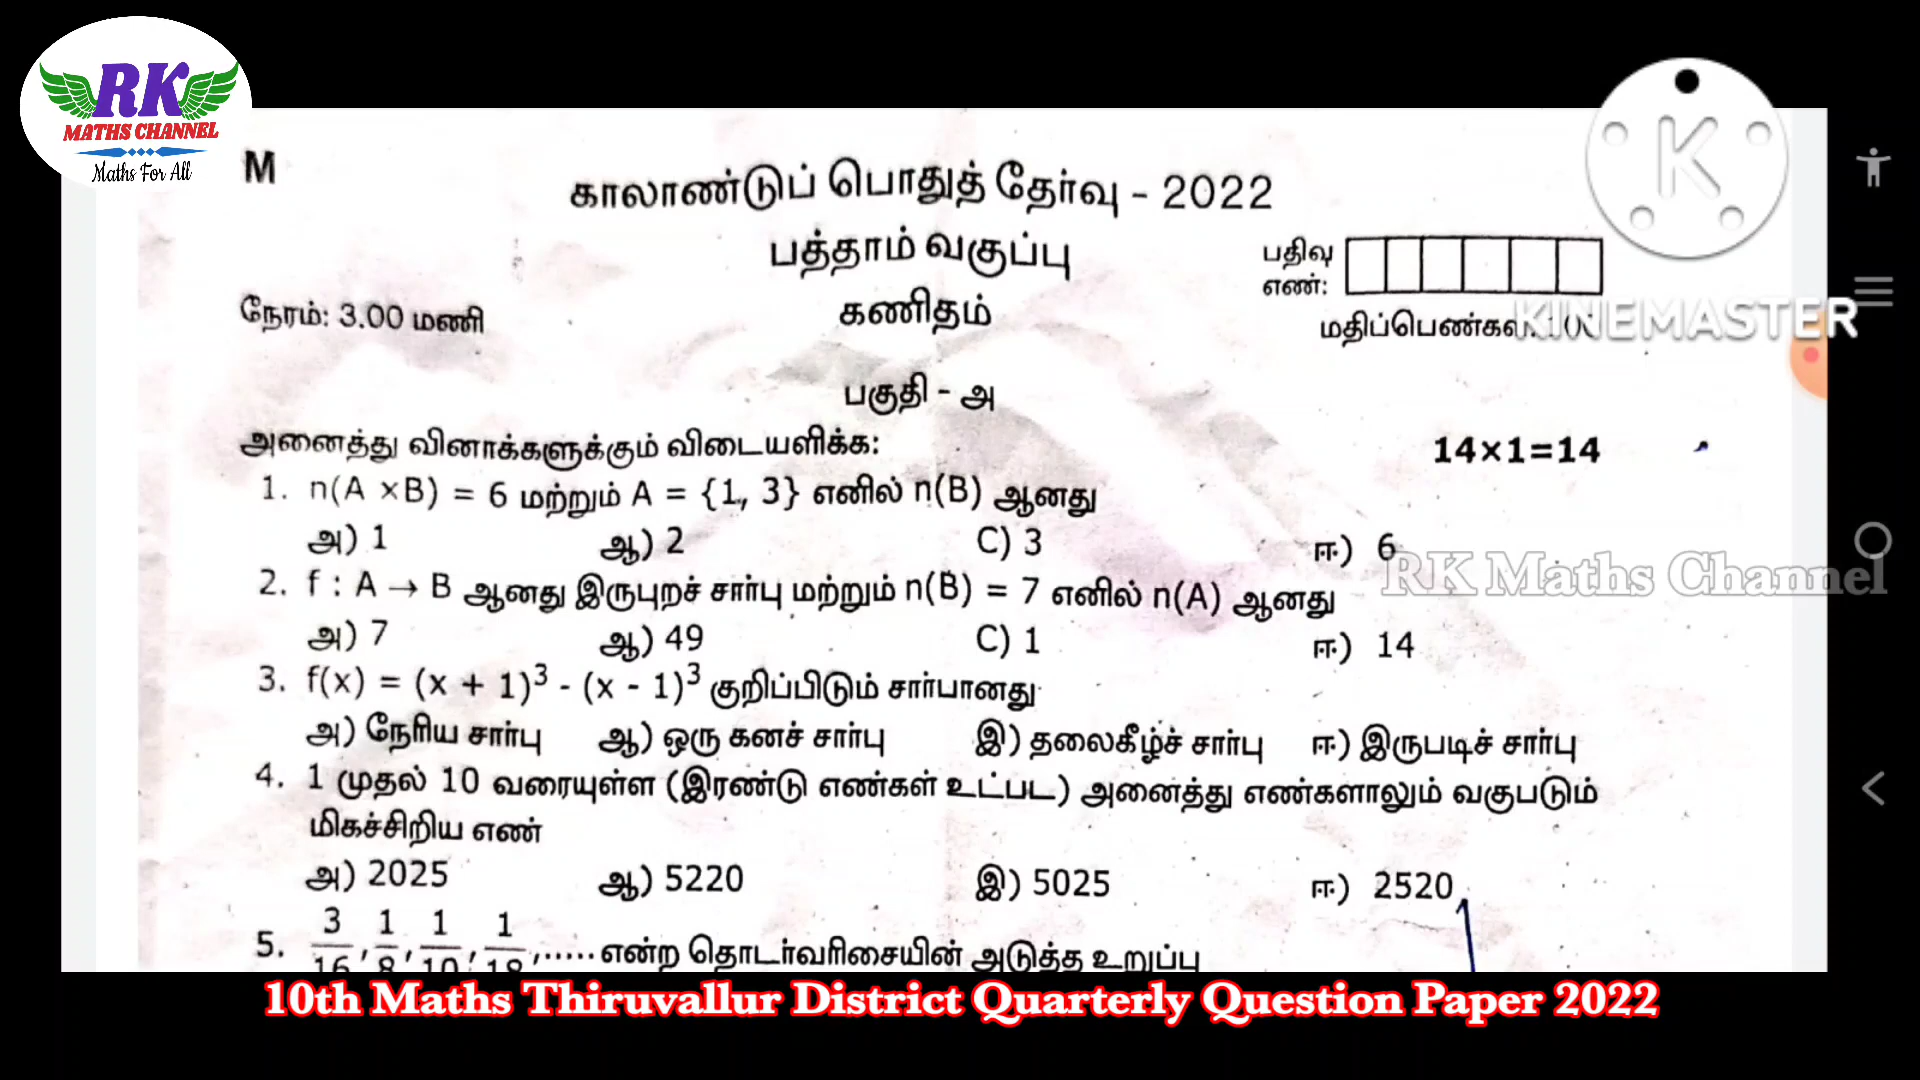 RK
MATHS CHANNEL
Maths For All
K
KINEMASTER
M
காலாண்டுப் பொதுத் தேர்வு - 2022
பத்தாம் வகுப்பு
பதிவு
எண்:
நேரம்: 3.00 மணி
கணிதம்
பகுதி - அ
அனைத்து வினாக்களுக்கும் விடையளிக்க:
14x1=14
1. n(A ×B) = 6 மற்றும் A = {1, 3} எனில் n(B) ஆனது
அ) 1 ஆ) 2 C) 3 ஈ) 6
RK Maths Channel
2. f : A → B ஆனது இருபுறச் சார்பு மற்றும் n(B) = 7 எனில் n(A) ஆனது
அ) 7 ஆ) 49 C) 1 ஈ) 14
3. f(x) = (x + 1)³ - (x - 1)³ குறிப்பிடும் சார்பானது
அ) நேரிய சார்பு ஆ) ஒரு கனச் சார்பு இ) தலைகீழ்ச் சார்பு ஈ) இருபடிச் சார்பு
4. 1 முதல் 10 வரையுள்ள (இரண்டு எண்கள் உட்பட) அனைத்து எண்களாலும் வகுபடும்
மிகச்சிறிய எண்
அ) 2025 ஆ) 5220 இ) 5025 ஈ) 2520
5. 3/16, 1/8, 1/10, 1/18, ...... என்ற தொடர்வரிசையின் அடுத்த உறுப்பு
10th Maths Thiruvallur District Quarterly Question Paper 2022